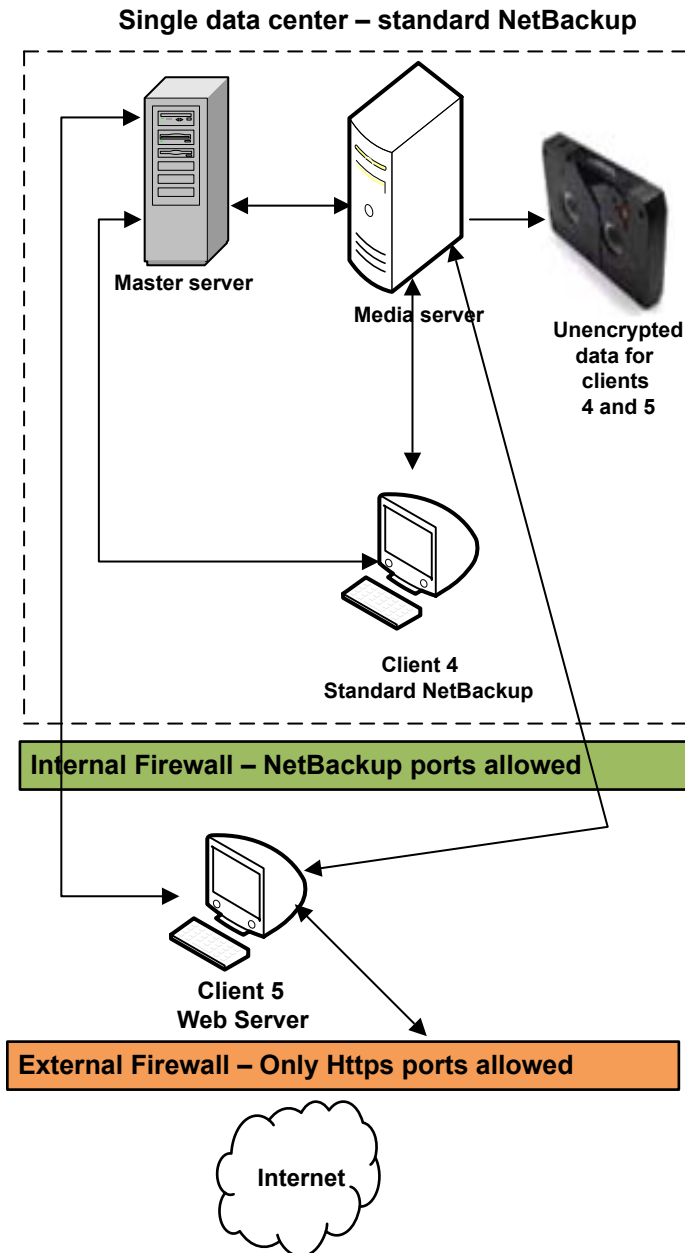 Single data center – standard NetBackup
Master server
Media server
Unencrypted
data for
clients
4 and 5
Client 4
Standard NetBackup
Internal Firewall – NetBackup ports allowed
Client 5
Web Server
External Firewall – Only Https ports allowed
Internet